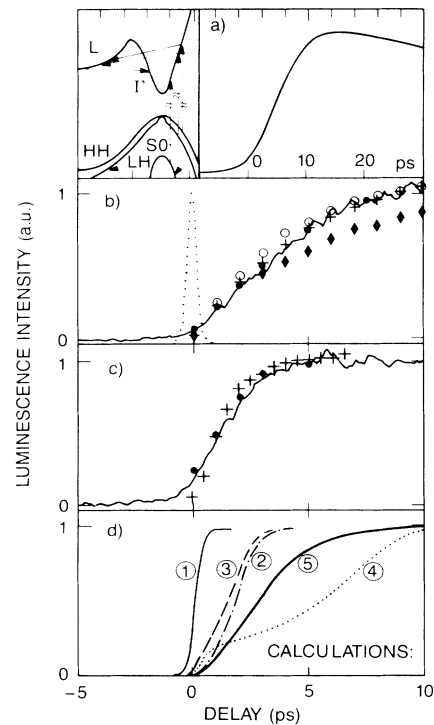 L
Γ
HH
SO
LH
a)
0 10 20 ps
LUMINESCENCE INTENSITY (a.u.)
1
b)
0
1
c)
0
1
d)
① ③ ② ⑤ ④
CALCULATIONS:
0
-5 0 5 10
DELAY (ps)